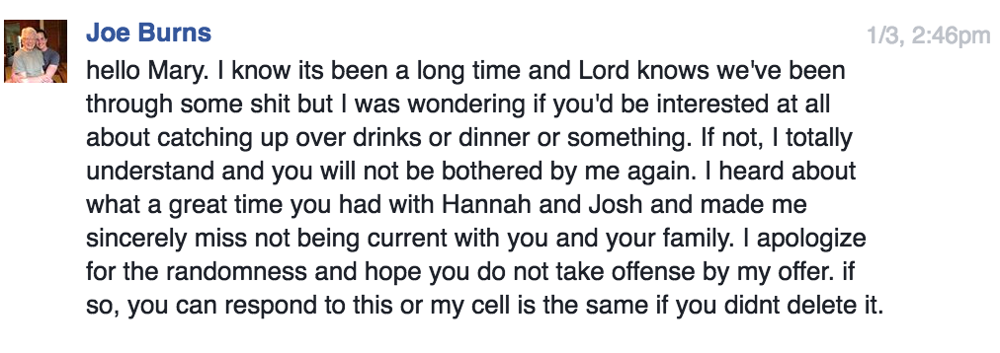 Joe Burns
1/3, 2:46pm
hello Mary. I know its been a long time and Lord knows we've been
through some shit but I was wondering if you'd be interested at all
about catching up over drinks or dinner or something. If not, I totally
understand and you will not be bothered by me again. I heard about
what a great time you had with Hannah and Josh and made me
sincerely miss not being current with you and your family. I apologize
for the randomness and hope you do not take offense by my offer. if
so, you can respond to this or my cell is the same if you didnt delete it.